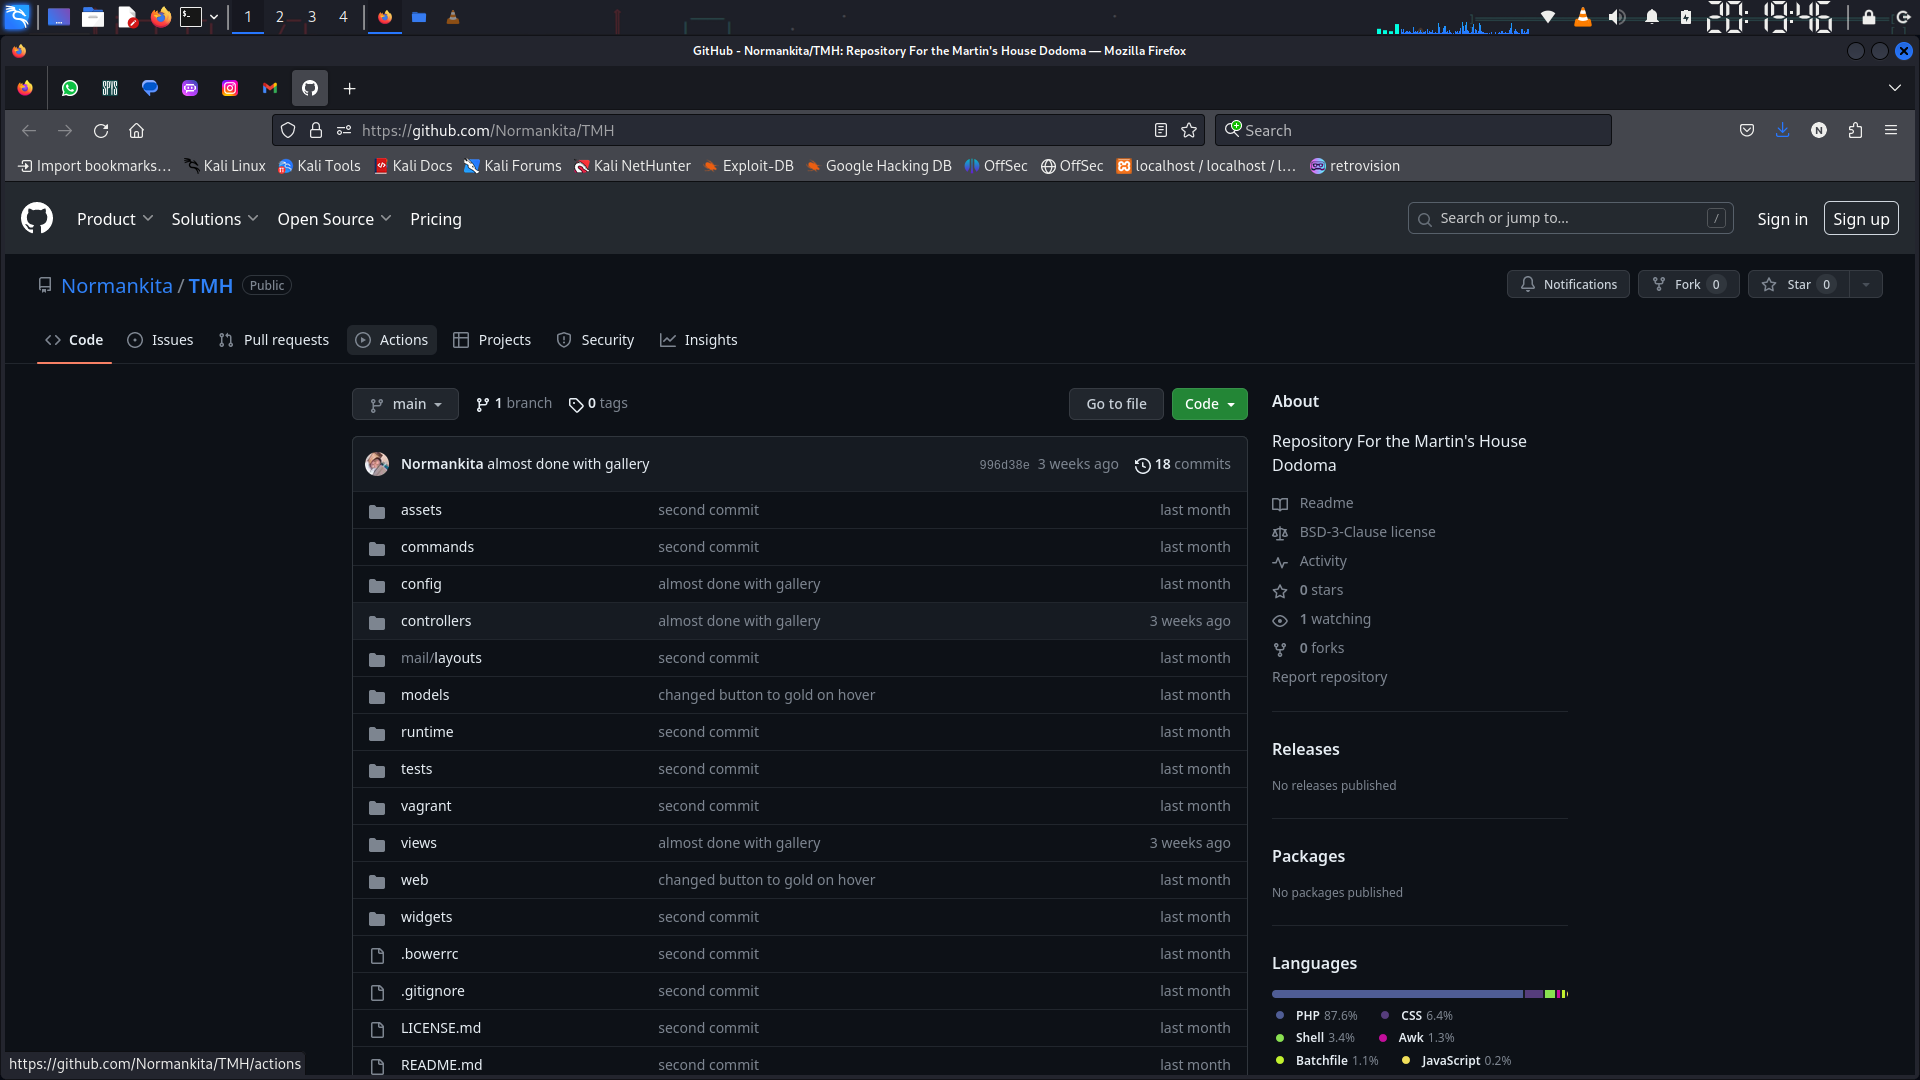 1 2 3 4 20: 19:46
GitHub - Normankita/TMH: Repository For the Martin's House Dodoma — Mozilla Firefox
https://github.com/Normankita/TMH Search N
Import bookmarks... Kali Linux Kali Tools Kali Docs Kali Forums Kali NetHunter Exploit-DB Google Hacking DB OffSec OffSec localhost / localhost / l... retrovision
Product Solutions Open Source Pricing Search or jump to... / Sign in Sign up
Normankita / TMH Public Notifications Fork 0 Star 0
Code Issues Pull requests Actions Projects Security Insights
main 1 branch 0 tags Go to file Code
Normankita almost done with gallery 996d38e 3 weeks ago 18 commits
assets second commit last month
commands second commit last month
config almost done with gallery last month
controllers almost done with gallery 3 weeks ago
mail/layouts second commit last month
models changed button to gold on hover last month
runtime second commit last month
tests second commit last month
vagrant second commit last month
views almost done with gallery 3 weeks ago
web changed button to gold on hover last month
widgets second commit last month
.bowerrc second commit last month
.gitignore second commit last month
LICENSE.md second commit last month
README.md second commit last month
About
Repository For the Martin's House
Dodoma
Readme
BSD-3-Clause license
Activity
0 stars
1 watching
0 forks
Report repository
Releases
No releases published
Packages
No packages published
Languages
PHP 87.6% CSS 6.4%
Shell 3.4% Awk 1.3%
Batchfile 1.1% JavaScript 0.2%
https://github.com/Normankita/TMH/actions